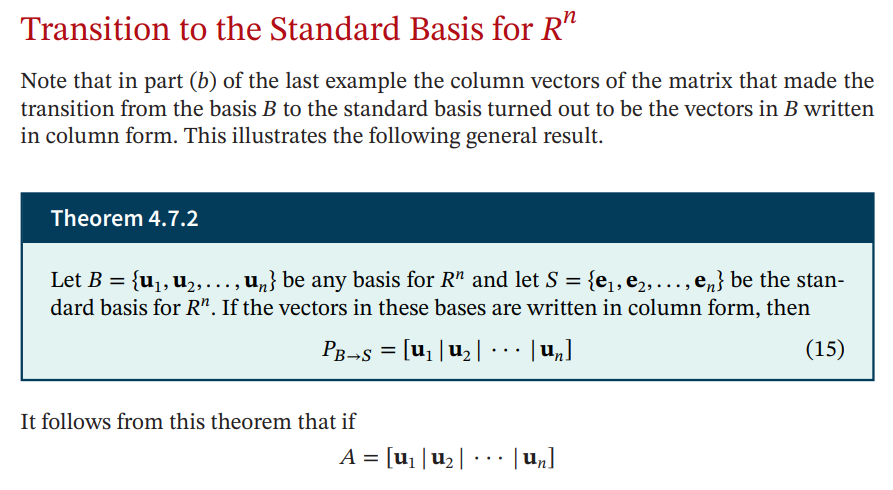 Transition to the Standard Basis for Rⁿ
Note that in part (b) of the last example the column vectors of the matrix that made the
transition from the basis B to the standard basis turned out to be the vectors in B written
in column form. This illustrates the following general result.
Theorem 4.7.2
Let B = {u₁, u₂, . . . , uₙ} be any basis for Rⁿ and let S = {e₁, e₂, . . . , eₙ} be the stan-
dard basis for Rⁿ. If the vectors in these bases are written in column form, then
P_{B→S} = [u₁ | u₂ | ⋯ | uₙ] (15)
It follows from this theorem that if
A = [u₁ | u₂ | ⋯ | uₙ]